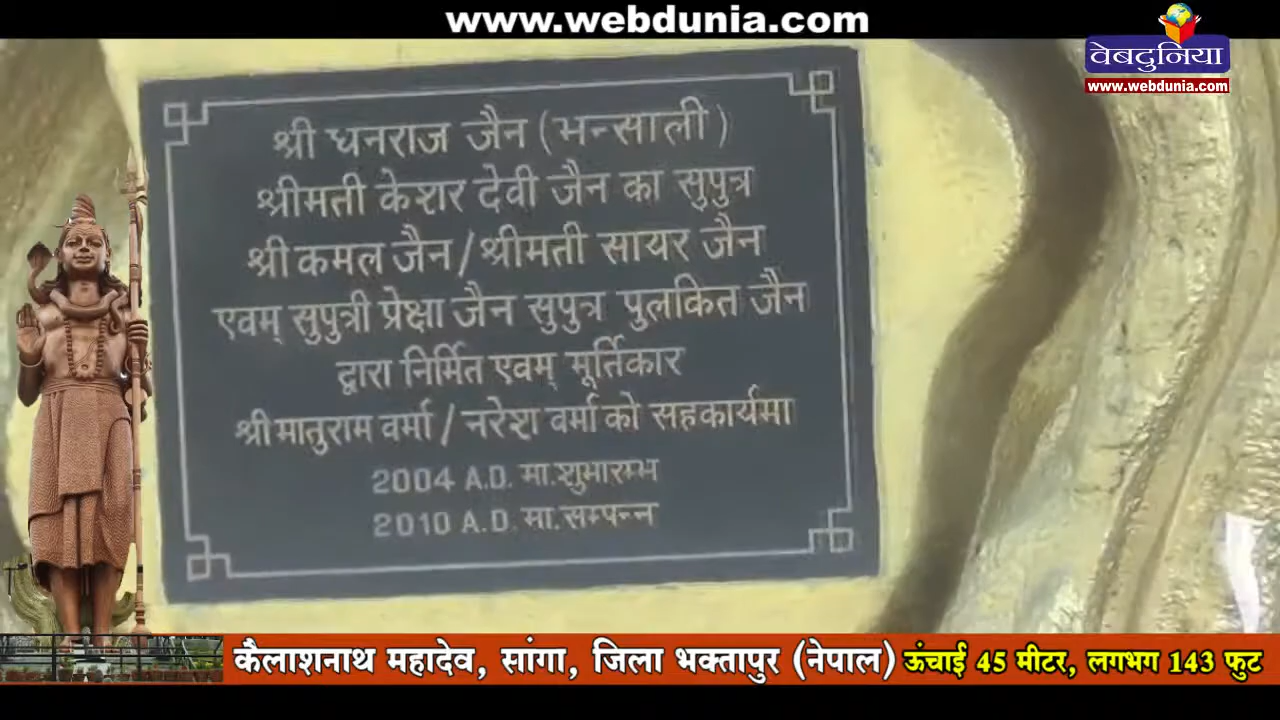 www.webdunia.com
वेबदुनिया
www.webdunia.com
श्री धनराज जैन (भन्साली)
श्रीमती केशर देवी जैन का सुपुत्र
श्री कमल जैन/श्रीमती सायर जैन
एवम् सुपुत्री प्रेक्षा जैन सुपुत्र पुलकित जैन
द्वारा निर्मित एवम् मूर्तिकार
श्री मातुराम वर्मा / नरेश वर्मा को सहकार्यमा
2004 A.D. मा.शुभारम्भ
2010 A.D. मा.सम्पन्न
कैलाशनाथ महादेव, सांगा, जिला भक्तापुर (नेपाल) ऊंचाई 45 मीटर, लगभग 143 फुट